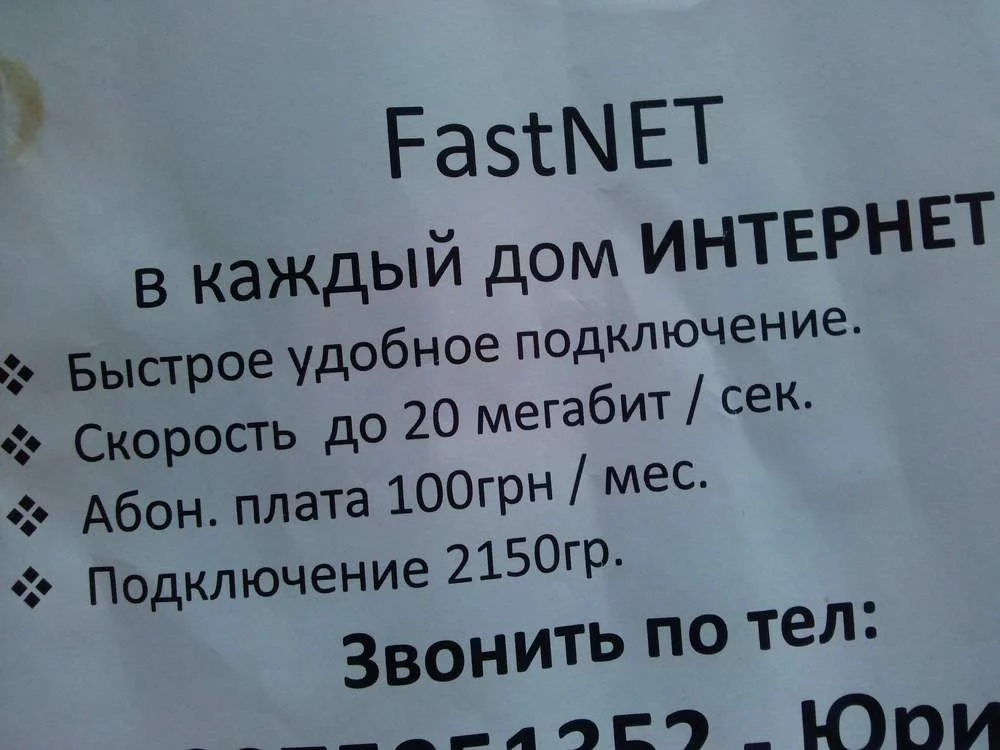 FastNET
в каждый дом ИНТЕРНЕТ
Быстрое удобное подключение.
Скорость до 20 мегабит / сек.
Абон. плата 100грн / мес.
Подключение 2150гр.
Звонить по тел: